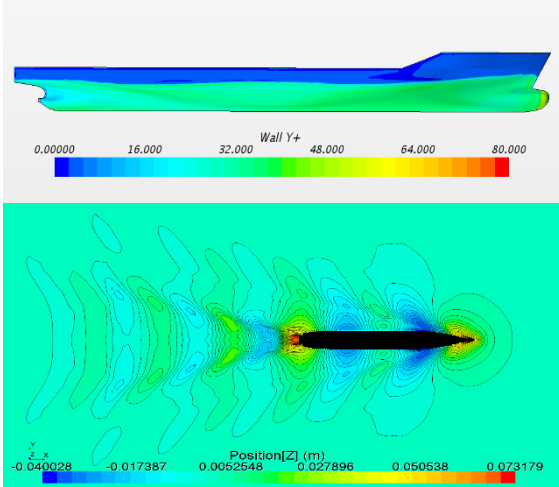 Wall Y+
0.00000 16.000 32.000 48.000 64.000 80.000
Y
Z X
Position[Z] (m)
-0.040028 -0.017387 0.0052548 0.027896 0.050538 0.073179